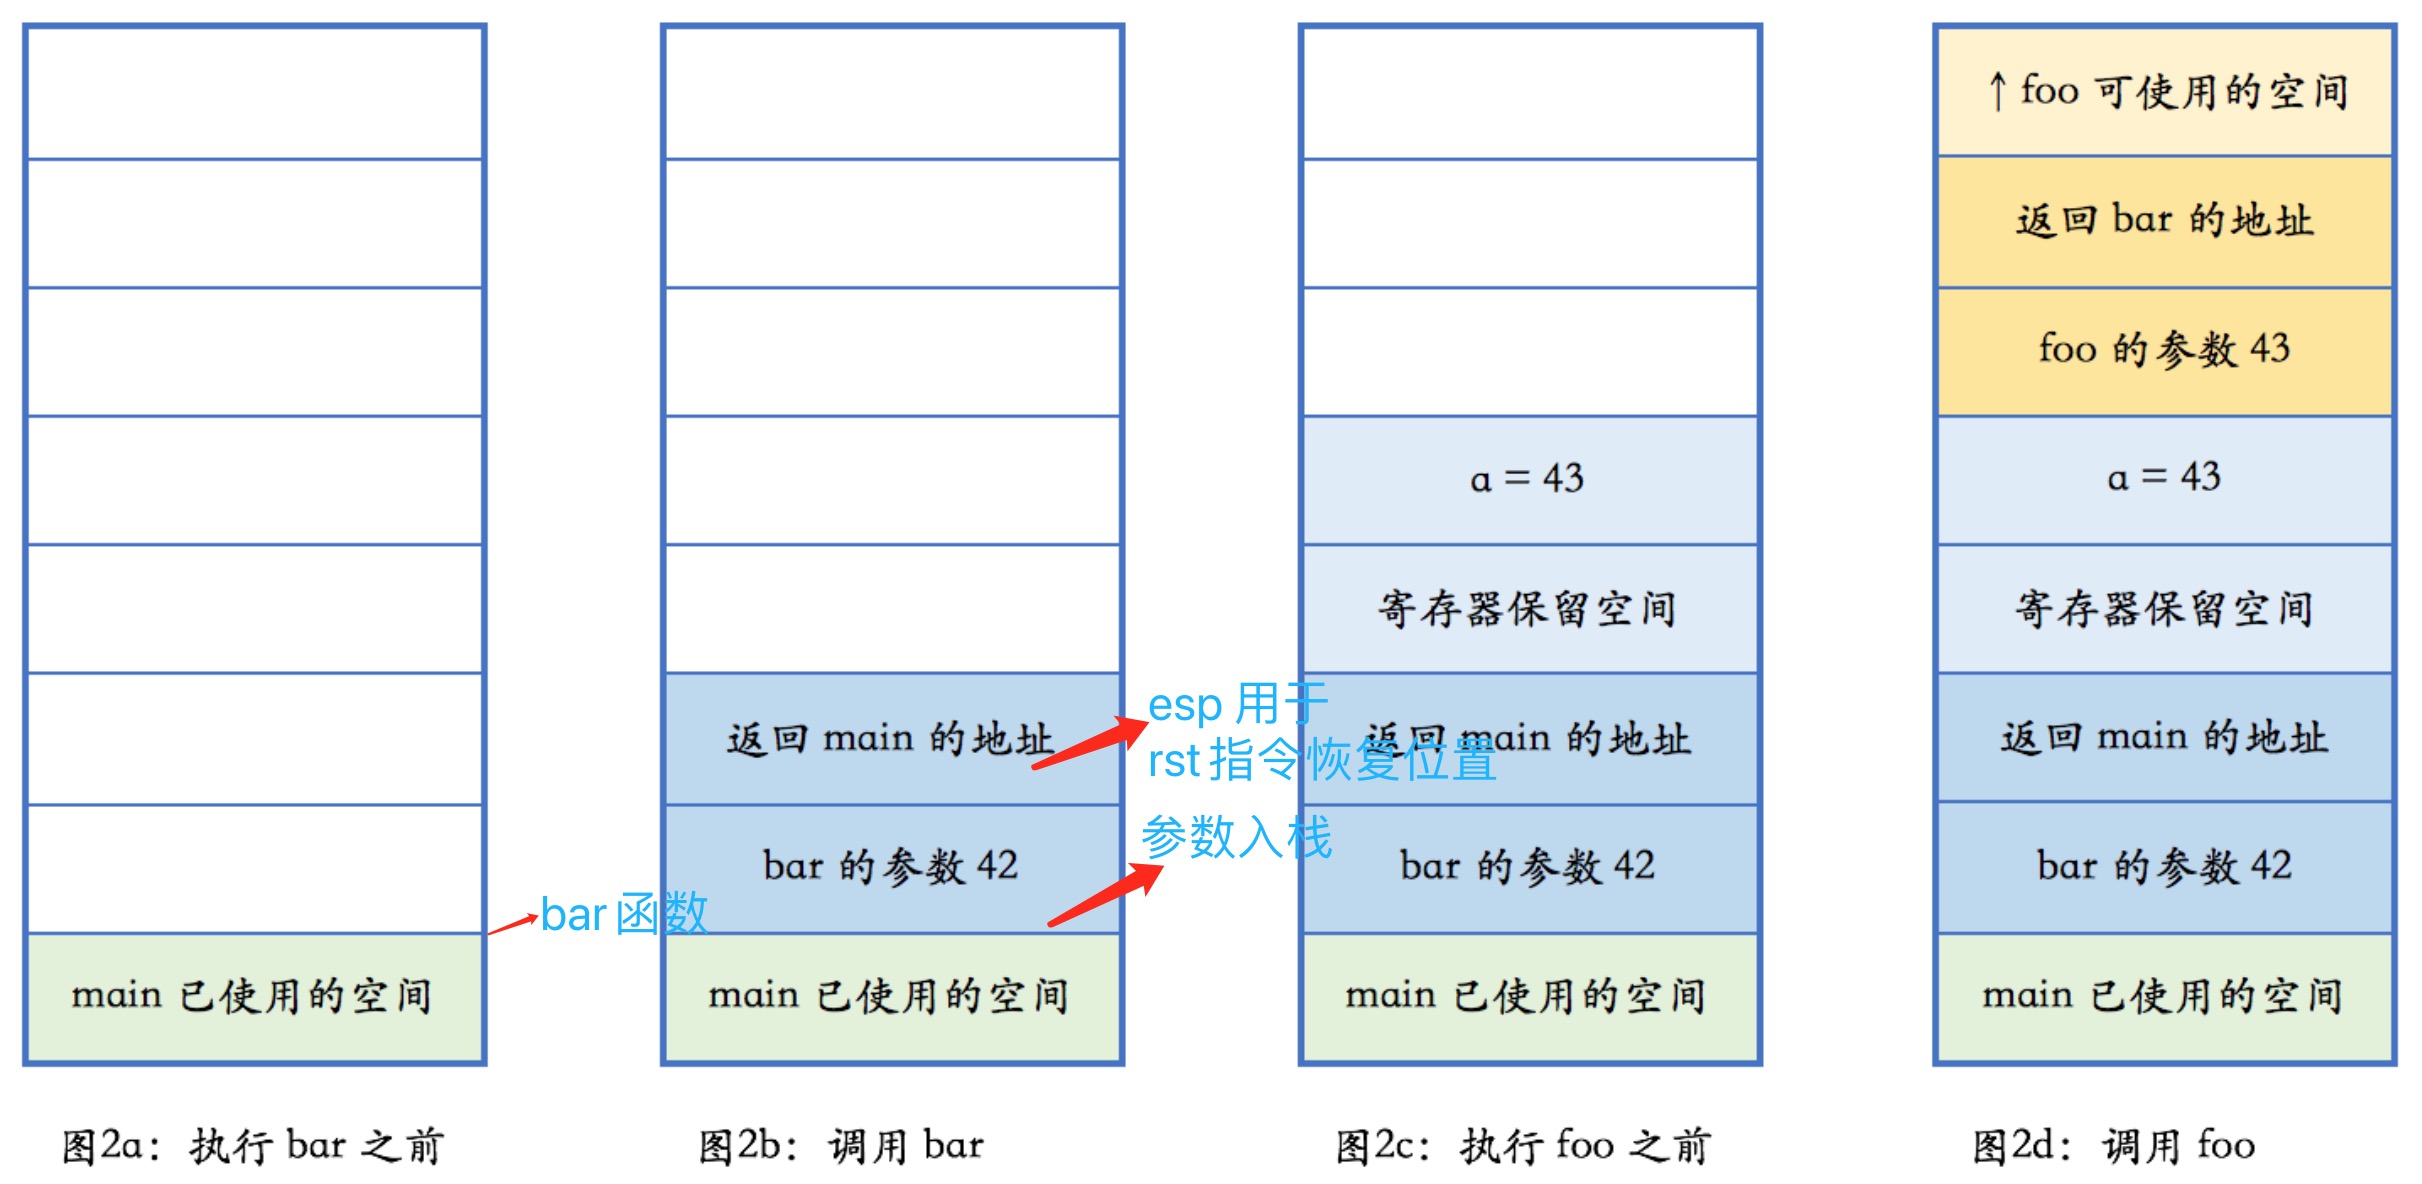 main 已使用的空间
图2a：执行 bar 之前
bar 函数
返回 main 的地址
bar 的参数 42
main 已使用的空间
图2b：调用 bar
esp 用于
rst 指令恢复位置
参数入栈
a = 43
寄存器保留空间
返回 main 的地址
bar 的参数 42
main 已使用的空间
图2c：执行 foo 之前
↑ foo 可使用的空间
返回 bar 的地址
foo 的参数 43
a = 43
寄存器保留空间
返回 main 的地址
bar 的参数 42
main 已使用的空间
图2d：调用 foo